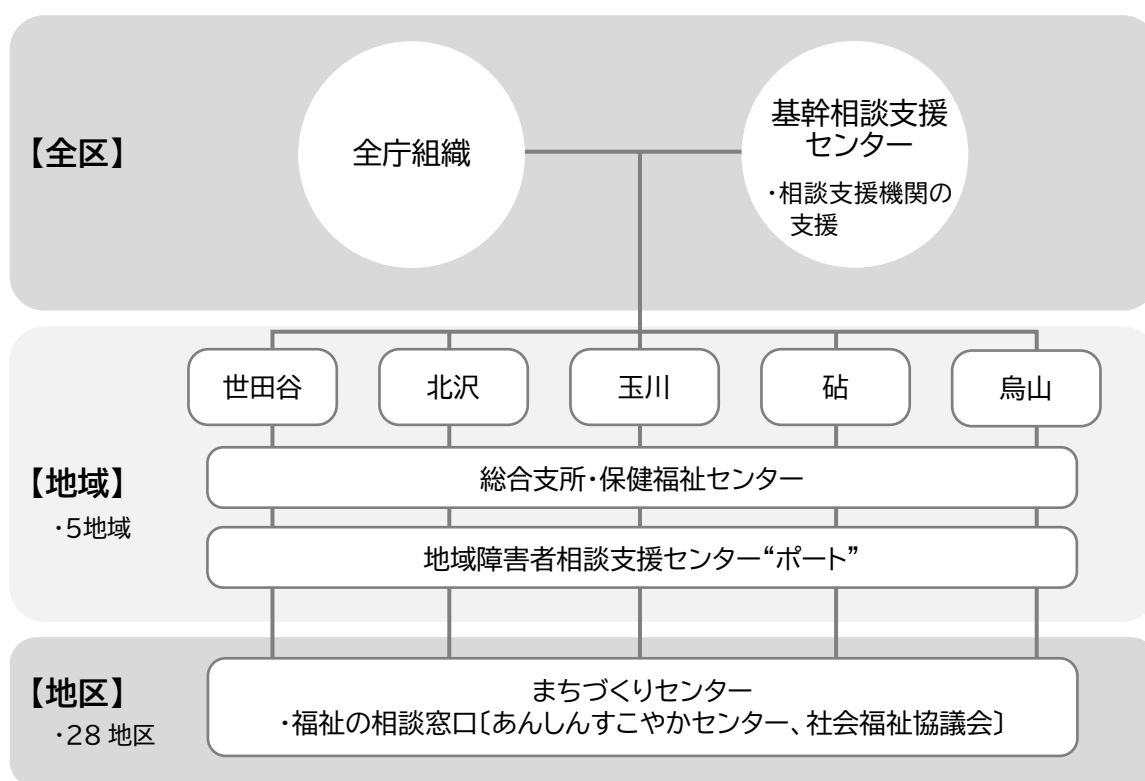 【全区】
全庁組織
基幹相談支援
センター
・相談支援機関の
支援
世田谷
北沢
玉川
砧
烏山
【地域】
・5地域
総合支所・保健福祉センター
地域障害者相談支援センター“ポート”
【地区】
・28 地区
まちづくりセンター
・福祉の相談窓口〔あんしんすこやかセンター、社会福祉協議会〕